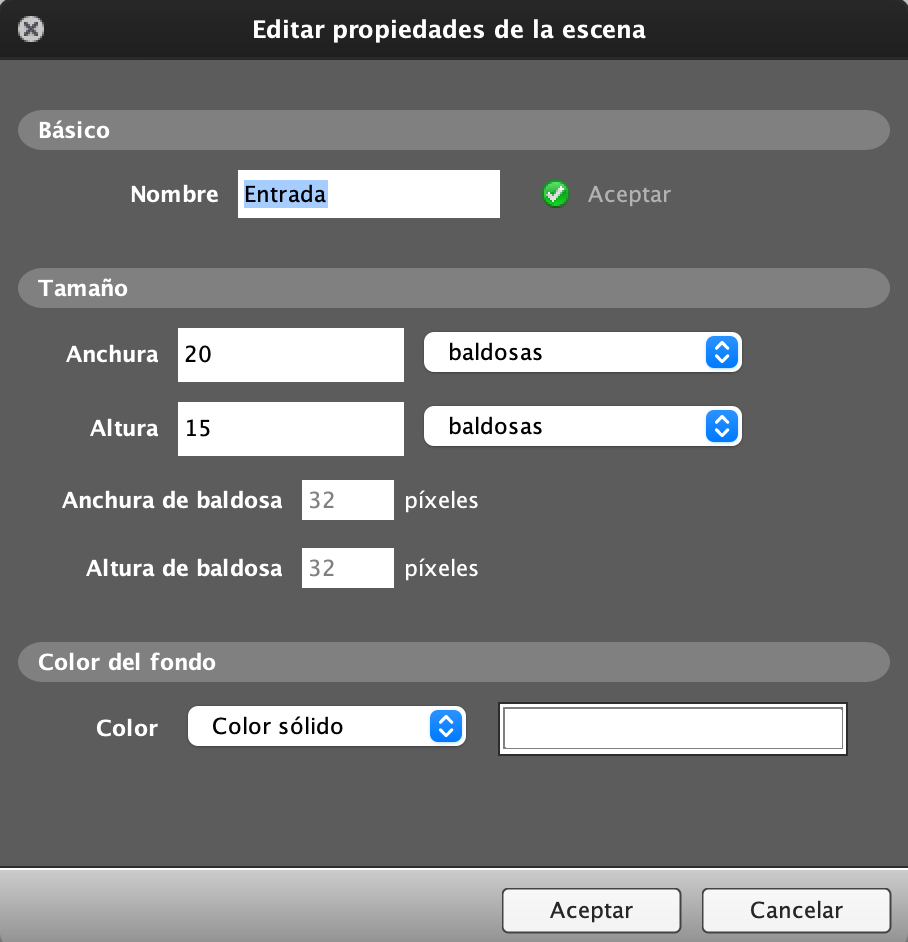 Editar propiedades de la escena
Básico
Nombre Entrada Aceptar
Tamaño
Anchura 20 baldosas
Altura 15 baldosas
Anchura de baldosa 32 píxeles
Altura de baldosa 32 píxeles
Color del fondo
Color Color sólido
Aceptar Cancelar